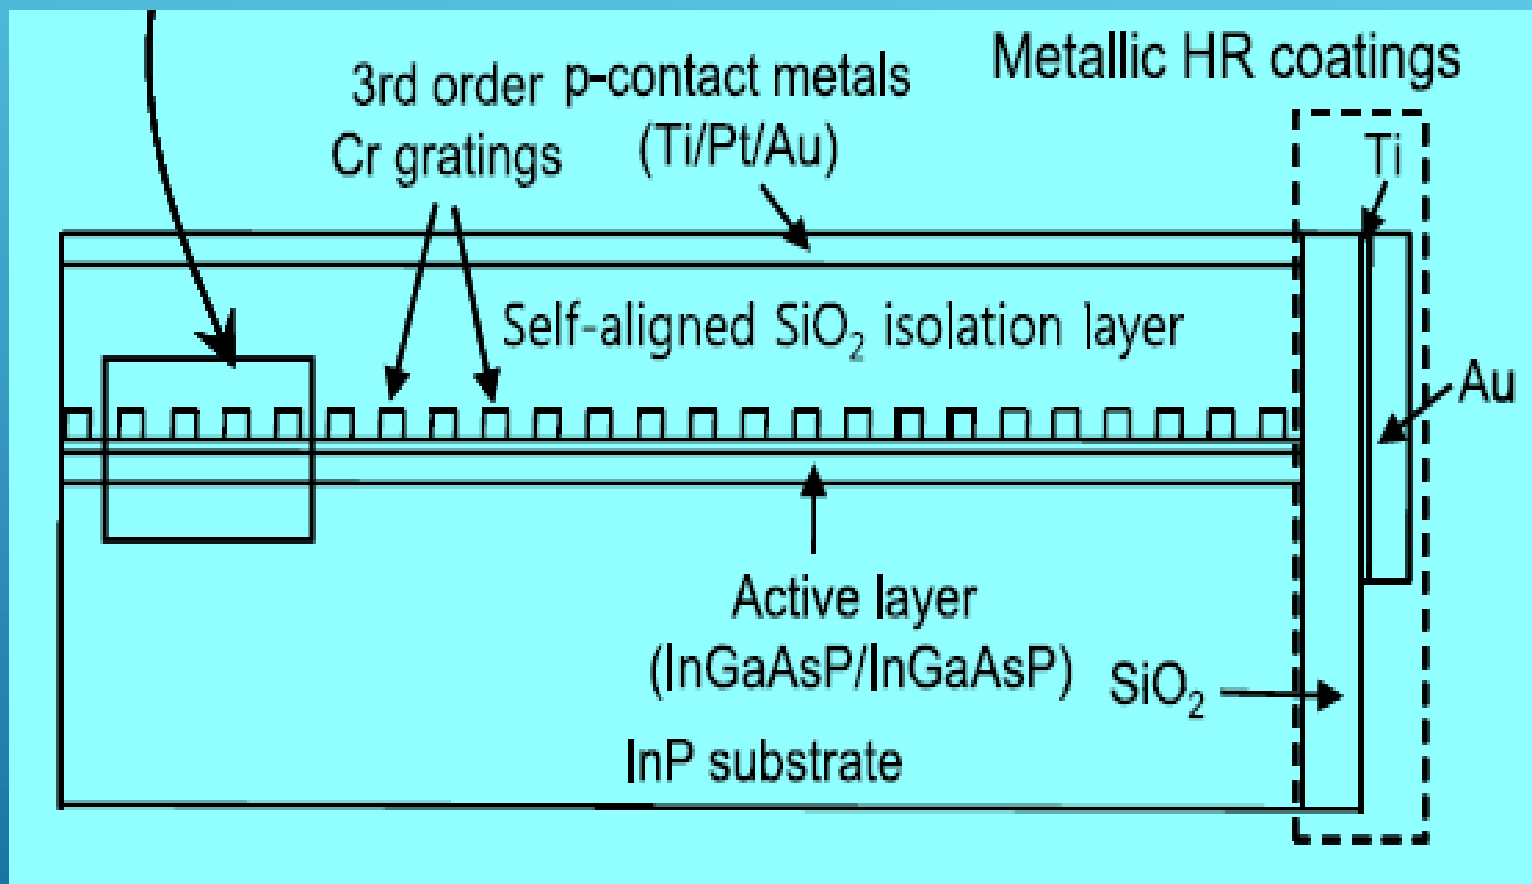 Metallic HR coatings
3rd order
Cr gratings
p-contact metals
(Ti/Pt/Au)
Ti
Self-aligned SiO₂ isolation layer
Au
Active layer
(InGaAsP/InGaAsP)
SiO₂
InP substrate